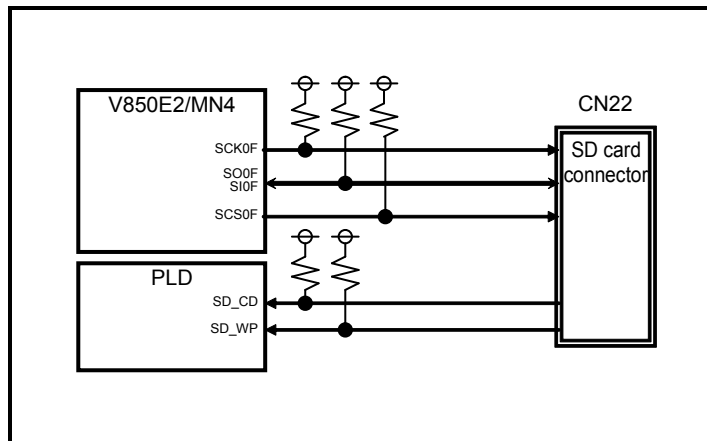 V850E2/MN4
CN22
SCK0F
SO0F
SI0F
SCS0F
SD card
connector
PLD
SD_CD
SD_WP